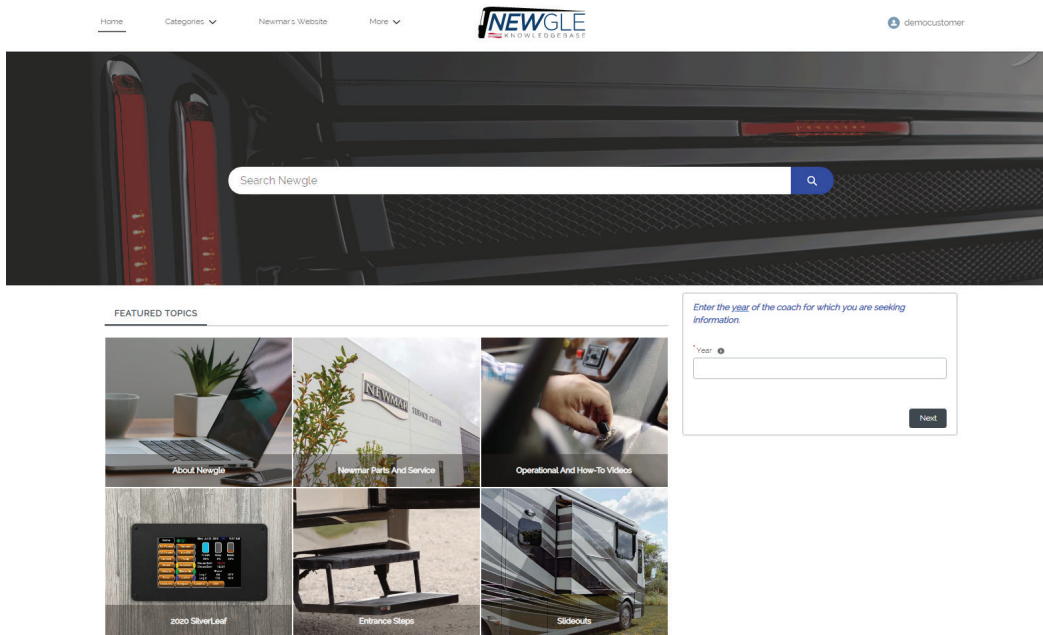 Home
Categories
Newmar's Website
More
NEWGLE
KNOWLEDGEBASE
democustomer
Search Newgle
FEATURED TOPICS
Enter the year of the coach for which you are seeking
information.
*Year
Next
NEWMAR SERVICE CENTER
About Newgle
Newmar Parts And Service
Operational And How-To Videos
2020 SilverLeaf
Entrance Steps
Slideouts